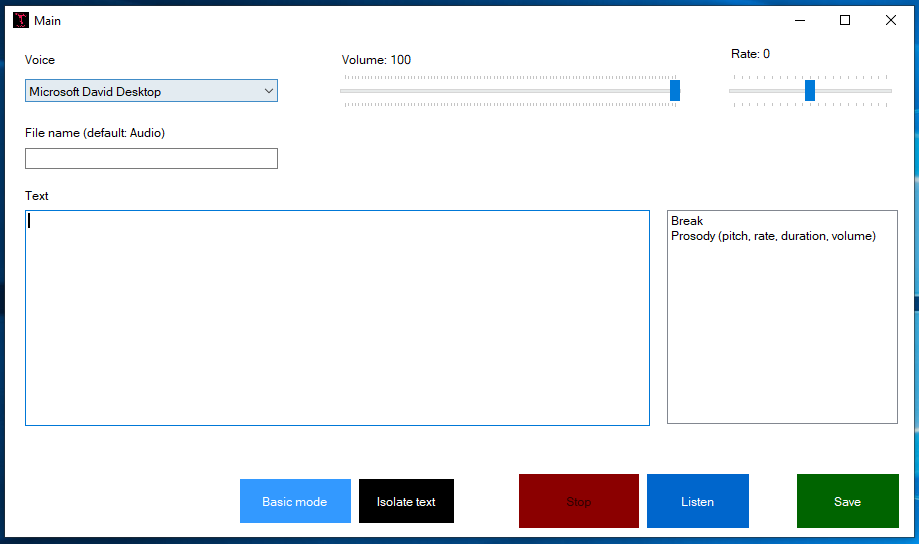 Main
Voice
Volume: 100
Rate: 0
Microsoft David Desktop
File name (default: Audio)
Text
Break
Prosody (pitch, rate, duration, volume)
Basic mode
Isolate text
Stop
Listen
Save